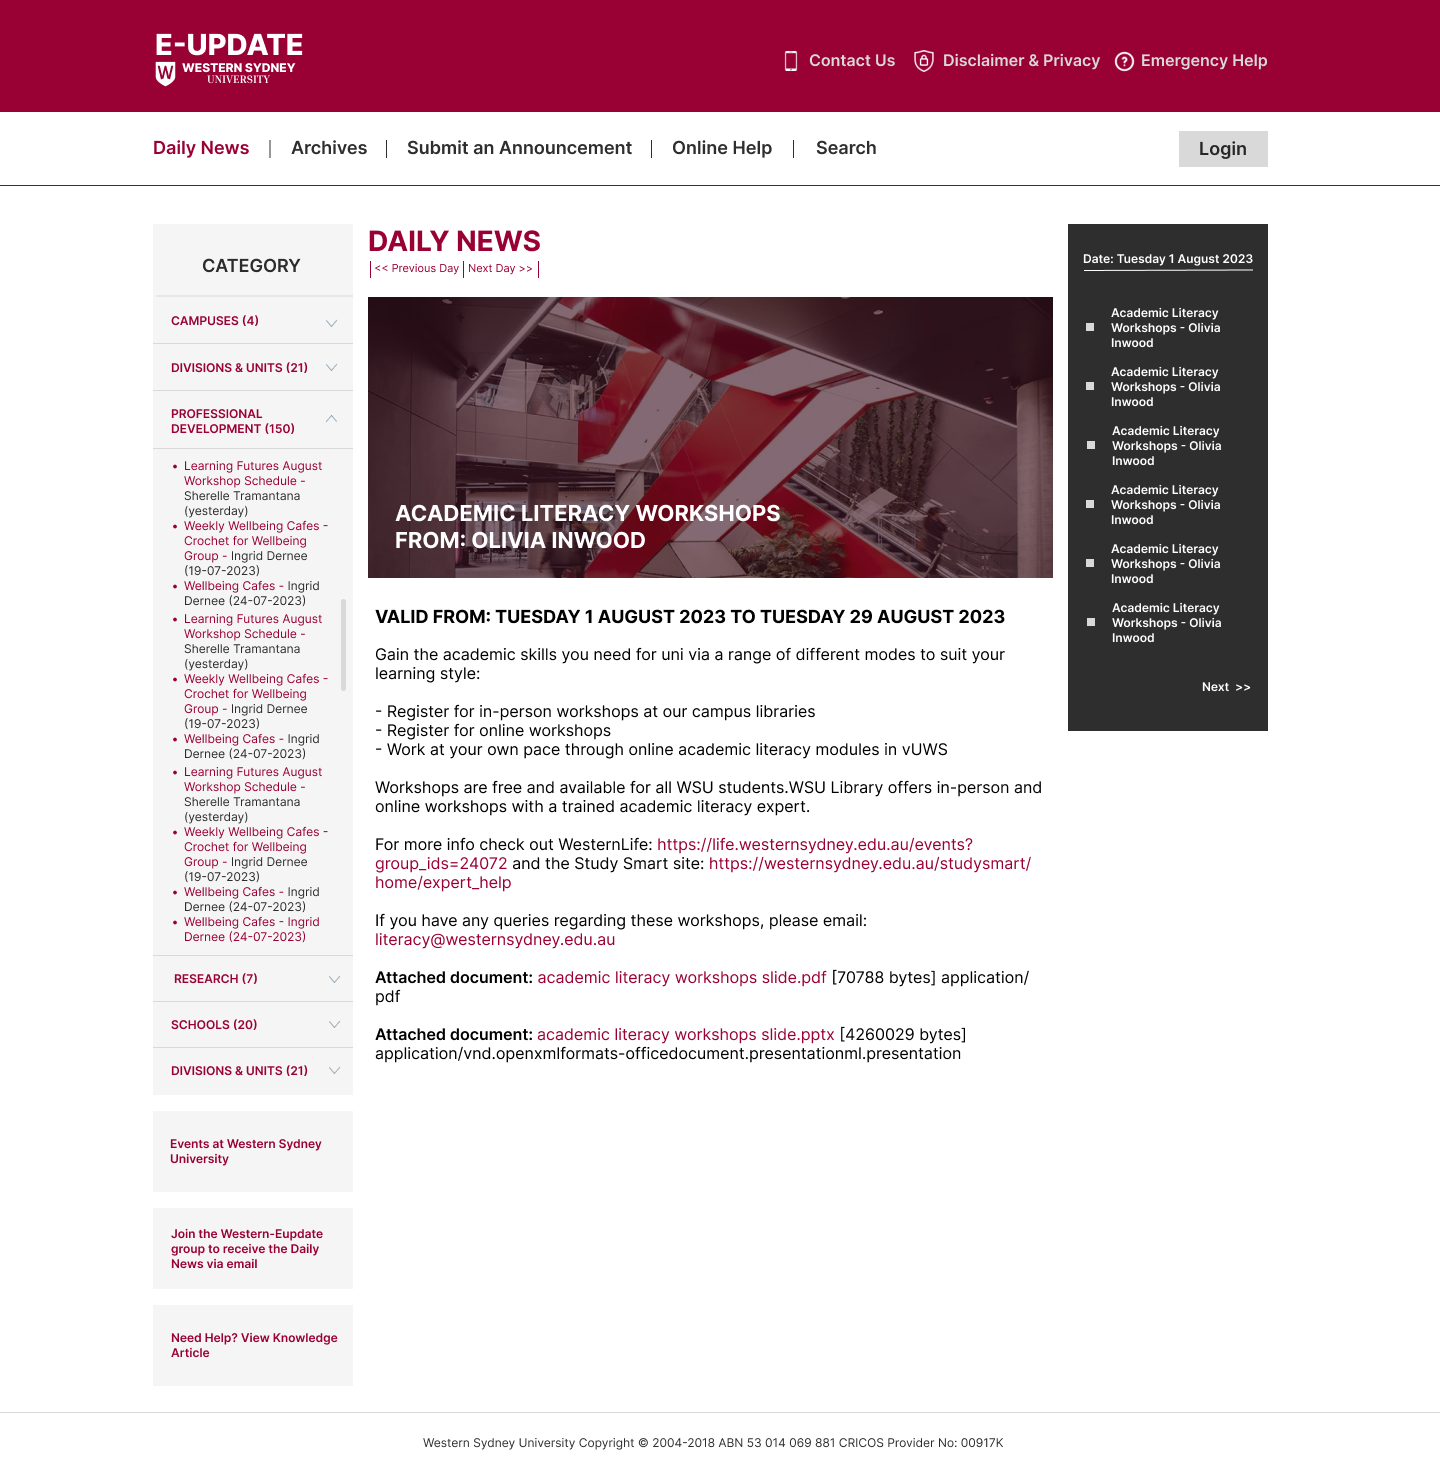 E-UPDATE
W WESTERN SYDNEY
UNIVERSITY
Contact Us
Disclaimer & Privacy
Emergency Help
Daily News | Archives | Submit an Announcement | Online Help | Search
Login
CATEGORY
CAMPUSES (4)
DIVISIONS & UNITS (21)
PROFESSIONAL
DEVELOPMENT (150)
• Learning Futures August
Workshop Schedule -
Sherelle Tramantana
(yesterday)
• Weekly Wellbeing Cafes -
Crochet for Wellbeing
Group - Ingrid Dernee
(19-07-2023)
• Wellbeing Cafes - Ingrid
Dernee (24-07-2023)
• Learning Futures August
Workshop Schedule -
Sherelle Tramantana
(yesterday)
• Weekly Wellbeing Cafes -
Crochet for Wellbeing
Group - Ingrid Dernee
(19-07-2023)
• Wellbeing Cafes - Ingrid
Dernee (24-07-2023)
• Learning Futures August
Workshop Schedule -
Sherelle Tramantana
(yesterday)
• Weekly Wellbeing Cafes -
Crochet for Wellbeing
Group - Ingrid Dernee
(19-07-2023)
• Wellbeing Cafes - Ingrid
Dernee (24-07-2023)
• Wellbeing Cafes - Ingrid
Dernee (24-07-2023)
RESEARCH (7)
SCHOOLS (20)
DIVISIONS & UNITS (21)
Events at Western Sydney
University
Join the Western-Eupdate
group to receive the Daily
News via email
Need Help? View Knowledge
Article
DAILY NEWS
| << Previous Day | Next Day >> |
ACADEMIC LITERACY WORKSHOPS
FROM: OLIVIA INWOOD
VALID FROM: TUESDAY 1 AUGUST 2023 TO TUESDAY 29 AUGUST 2023
Gain the academic skills you need for uni via a range of different modes to suit your
learning style:
- Register for in-person workshops at our campus libraries
- Register for online workshops
- Work at your own pace through online academic literacy modules in vUWS
Workshops are free and available for all WSU students.WSU Library offers in-person and
online workshops with a trained academic literacy expert.
For more info check out WesternLife: https://life.westernsydney.edu.au/events?
group_ids=24072 and the Study Smart site: https://westernsydney.edu.au/studysmart/
home/expert_help
If you have any queries regarding these workshops, please email:
literacy@westernsydney.edu.au
Attached document: academic literacy workshops slide.pdf [70788 bytes] application/
pdf
Attached document: academic literacy workshops slide.pptx [4260029 bytes]
application/vnd.openxmlformats-officedocument.presentationml.presentation
Date: Tuesday 1 August 2023
Academic Literacy
Workshops - Olivia
Inwood
Academic Literacy
Workshops - Olivia
Inwood
Academic Literacy
Workshops - Olivia
Inwood
Academic Literacy
Workshops - Olivia
Inwood
Academic Literacy
Workshops - Olivia
Inwood
Academic Literacy
Workshops - Olivia
Inwood
Next >>
Western Sydney University Copyright © 2004-2018 ABN 53 014 069 881 CRICOS Provider No: 00917K